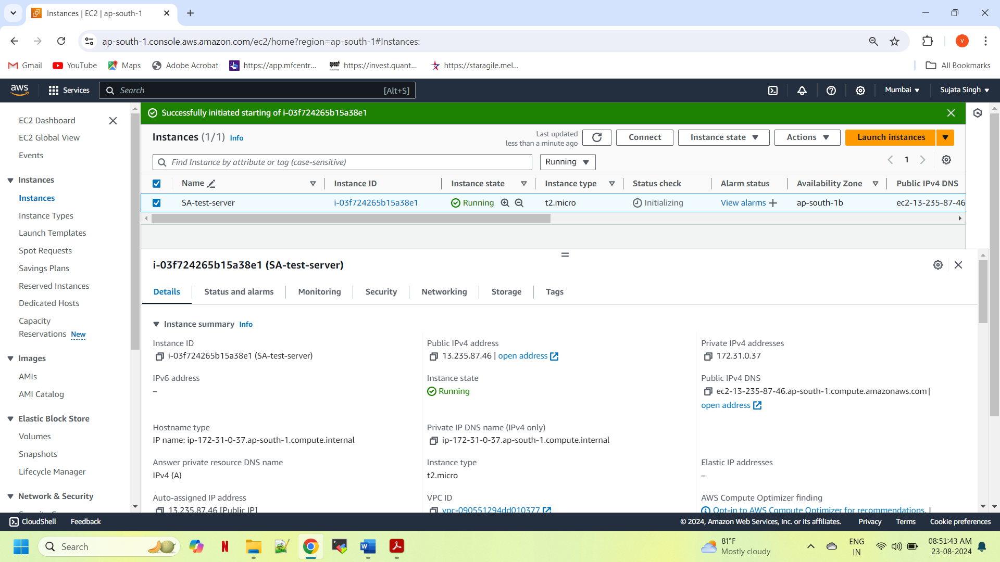 Instances | EC2 | ap-south-1
ap-south-1.console.aws.amazon.com/ec2/home?region=ap-south-1#Instances:
V
Gmail
YouTube
Maps
Adobe Acrobat
https://app.mfcentr...
quant
https://invest.quant...
https://staragile.mel...
All Bookmarks
aws
Services
Search
[Alt+S]
Mumbai
Sujata Singh
EC2 Dashboard
EC2 Global View
Events
Instances
Instances
Instance Types
Launch Templates
Spot Requests
Savings Plans
Reserved Instances
Dedicated Hosts
Capacity
Reservations New
Images
AMIs
AMI Catalog
Elastic Block Store
Volumes
Snapshots
Lifecycle Manager
Network & Security
Successfully initiated starting of i-03f724265b15a38e1
Instances (1/1) Info
Last updated
less than a minute ago
Connect
Instance state
Actions
Launch instances
Find Instance by attribute or tag (case-sensitive)
Running
1
Name Instance ID Instance state Instance type Status check Alarm status Availability Zone Public IPv4 DNS
SA-test-server i-03f724265b15a38e1 Running t2.micro Initializing View alarms + ap-south-1b ec2-13-235-87-46
i-03f724265b15a38e1 (SA-test-server)
Details Status and alarms Monitoring Security Networking Storage Tags
Instance summary Info
Instance ID
i-03f724265b15a38e1 (SA-test-server)
Public IPv4 address
13.235.87.46 | open address
Private IPv4 addresses
172.31.0.37
IPv6 address
–
Instance state
Running
Public IPv4 DNS
ec2-13-235-87-46.ap-south-1.compute.amazonaws.com |
open address
Hostname type
IP name: ip-172-31-0-37.ap-south-1.compute.internal
Private IP DNS name (IPv4 only)
ip-172-31-0-37.ap-south-1.compute.internal
Answer private resource DNS name
IPv4 (A)
Instance type
t2.micro
Elastic IP addresses
–
Auto-assigned IP address
13.235.87.46 [Public IP]
VPC ID
vpc-090551294dd010377
AWS Compute Optimizer finding
Opt-in to AWS Compute Optimizer for recommendations. |
CloudShell
Feedback
© 2024, Amazon Web Services, Inc. or its affiliates.
Privacy
Terms
Cookie preferences
Search
81°F
Mostly cloudy
ENG
IN
08:51:43 AM
23-08-2024